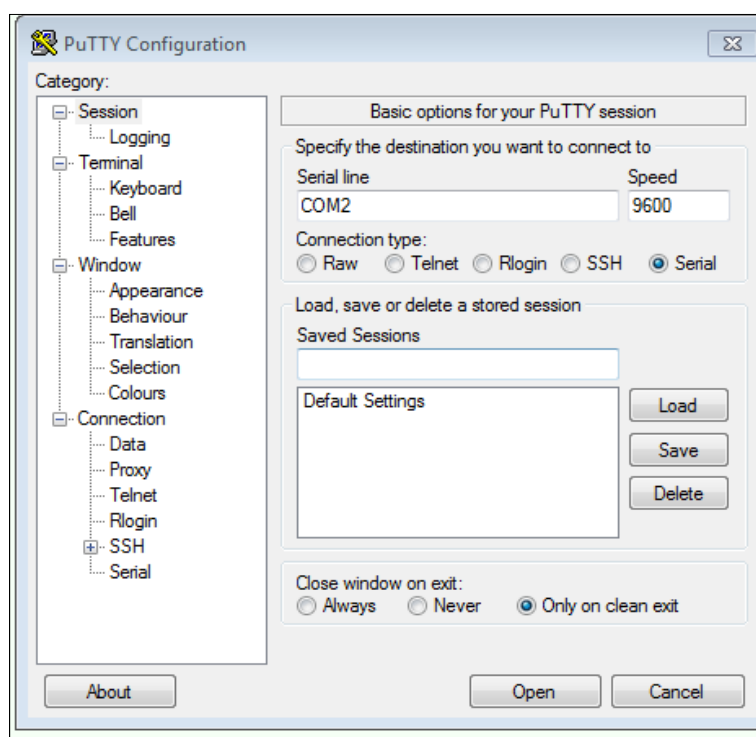 PuTTY Configuration
Category:
Session
Logging
Terminal
Keyboard
Bell
Features
Window
Appearance
Behaviour
Translation
Selection
Colours
Connection
Data
Proxy
Telnet
Rlogin
SSH
Serial
Basic options for your PuTTY session
Specify the destination you want to connect to
Serial line Speed
COM2 9600
Connection type:
Raw Telnet Rlogin SSH Serial
Load, save or delete a stored session
Saved Sessions
Default Settings
Load
Save
Delete
Close window on exit:
Always Never Only on clean exit
About Open Cancel